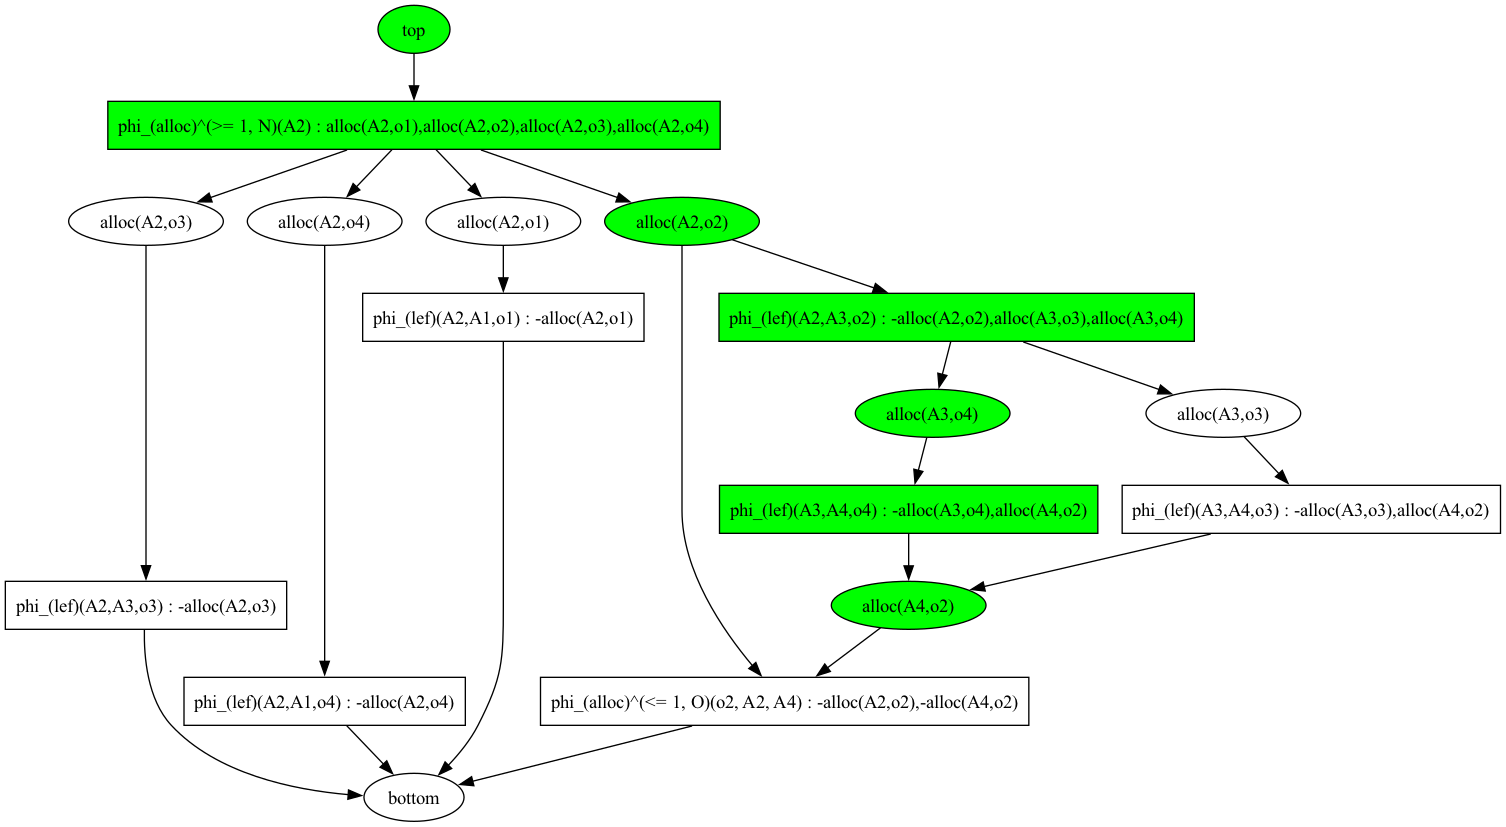 top
phi_(alloc)^(>= 1, N)(A2) : alloc(A2,o1),alloc(A2,o2),alloc(A2,o3),alloc(A2,o4)
alloc(A2,o3)
alloc(A2,o4)
alloc(A2,o1)
alloc(A2,o2)
phi_(lef)(A2,A1,o1) : -alloc(A2,o1)
phi_(lef)(A2,A3,o2) : -alloc(A2,o2),alloc(A3,o3),alloc(A3,o4)
alloc(A3,o4)
alloc(A3,o3)
phi_(lef)(A3,A4,o4) : -alloc(A3,o4),alloc(A4,o2)
phi_(lef)(A3,A4,o3) : -alloc(A3,o3),alloc(A4,o2)
phi_(lef)(A2,A3,o3) : -alloc(A2,o3)
alloc(A4,o2)
phi_(lef)(A2,A1,o4) : -alloc(A2,o4)
phi_(alloc)^(<= 1, O)(o2, A2, A4) : -alloc(A2,o2),-alloc(A4,o2)
bottom